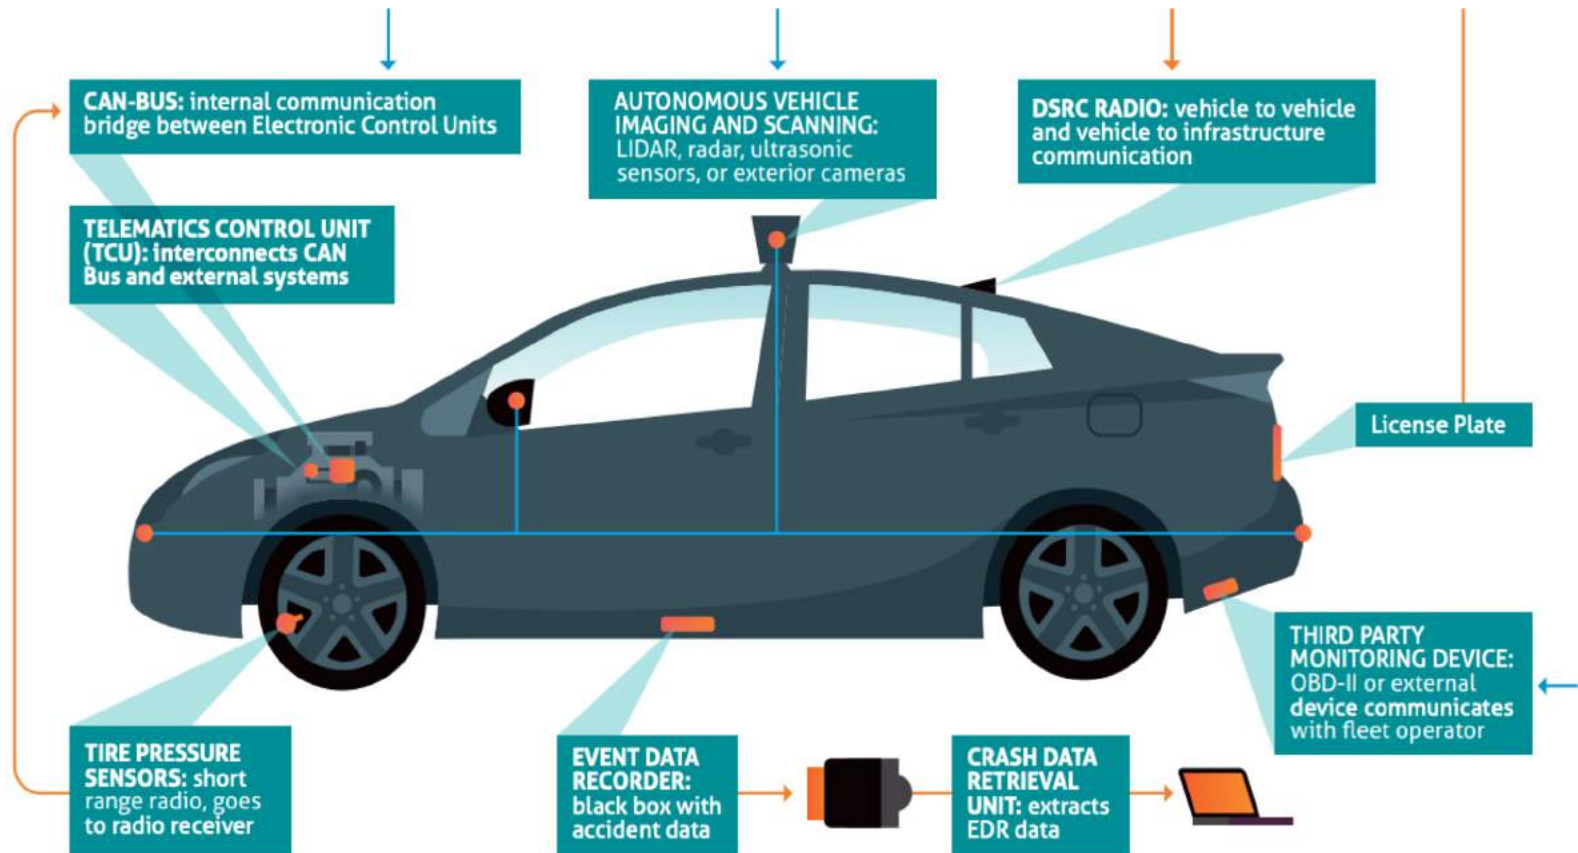 CAN-BUS: internal communication
bridge between Electronic Control Units
AUTONOMOUS VEHICLE
IMAGING AND SCANNING:
LIDAR, radar, ultrasonic
sensors, or exterior cameras
DSRC RADIO: vehicle to vehicle
and vehicle to infrastructure
communication
TELEMATICS CONTROL UNIT
(TCU): interconnects CAN
Bus and external systems
License Plate
THIRD PARTY
MONITORING DEVICE:
OBD-II or external
device communicates
with fleet operator
TIRE PRESSURE
SENSORS: short
range radio, goes
to radio receiver
EVENT DATA
RECORDER:
black box with
accident data
CRASH DATA
RETRIEVAL
UNIT: extracts
EDR data